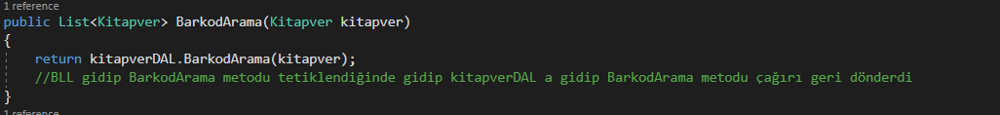 1 reference
public List<Kitapver> BarkodArama(Kitapver kitapver)
{
return kitapverDAL.BarkodArama(kitapver);
//BLL gidip BarkodArama metodu tetiklendiğinde gidip kitapverDAL a gidip BarkodArama metodu çağırı geri dönderdi
}
1 reference